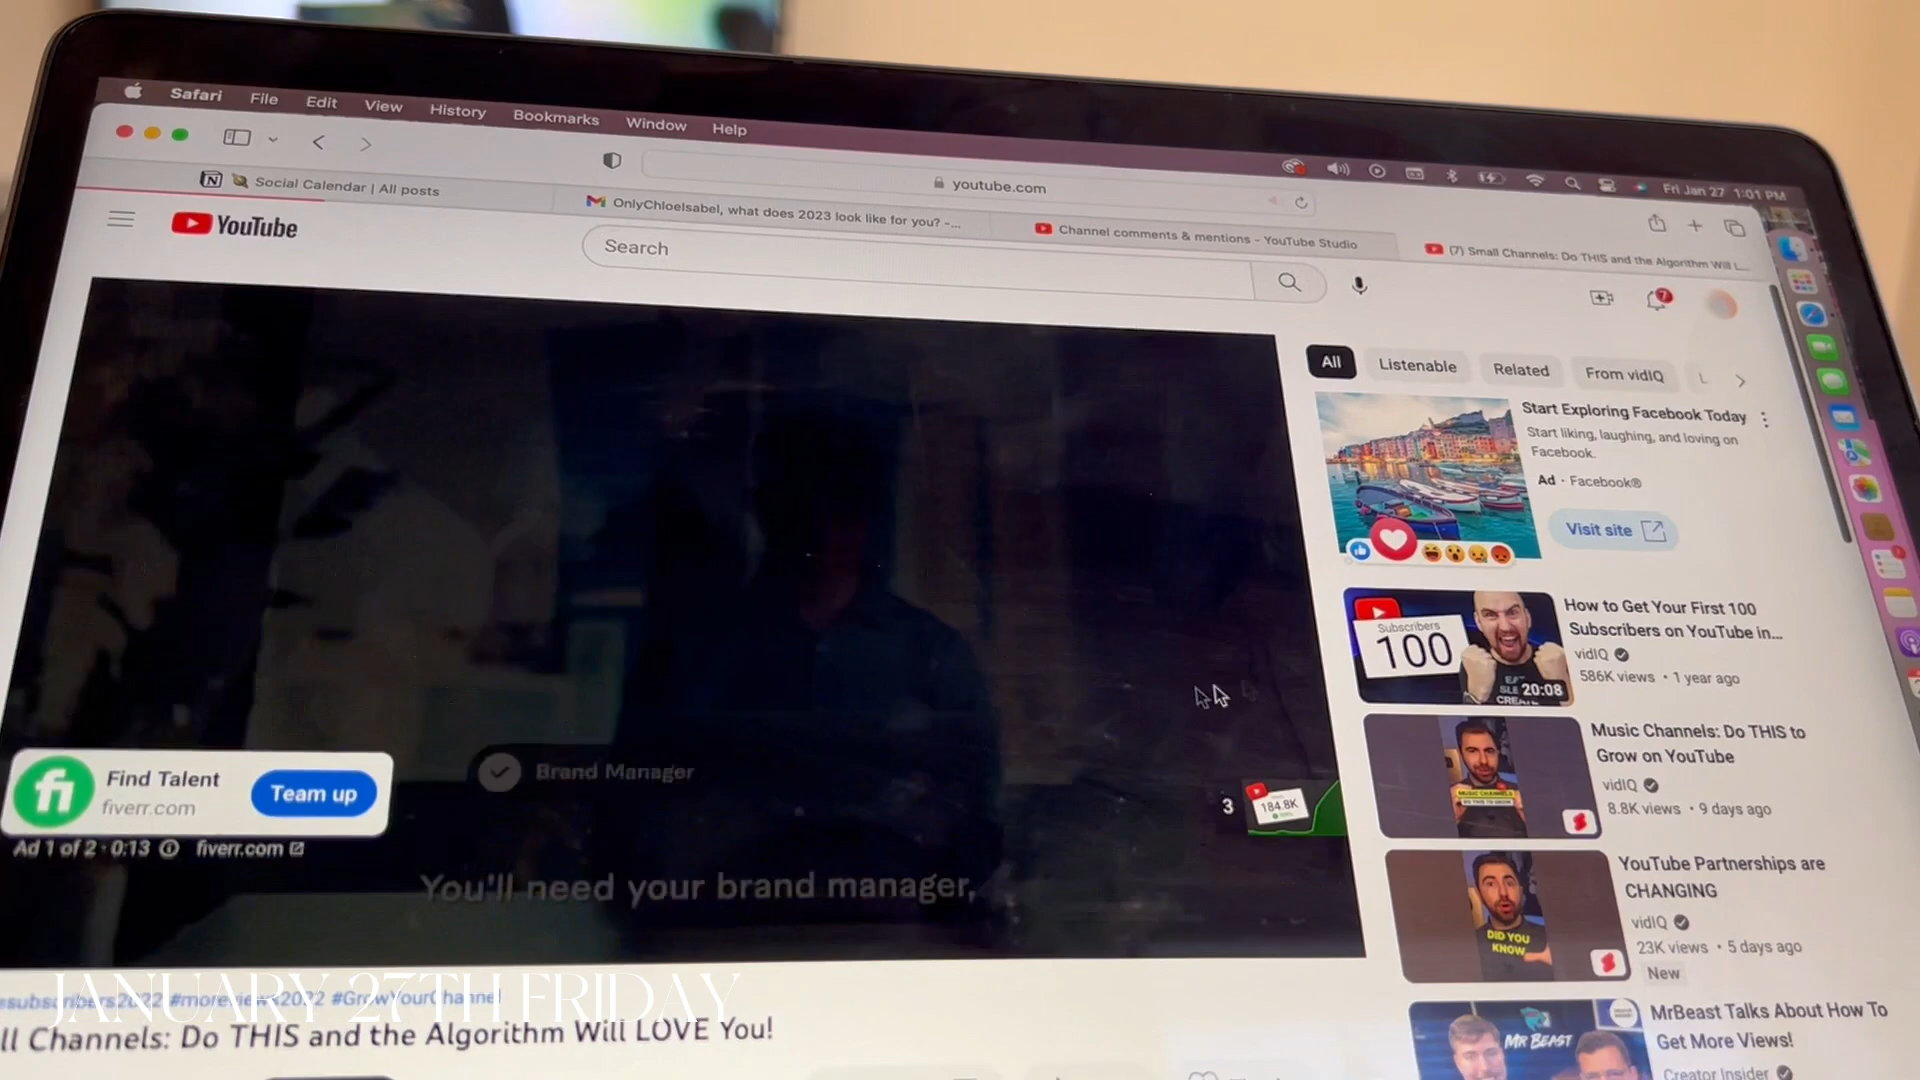 Safari File Edit View History Bookmarks Window Help
Fri Jan 27 1:01 PM
youtube.com
Social Calendar | All posts
OnlyChloeIsabel, what does 2023 look like for you? -...
Channel comments & mentions - YouTube Studio
(7) Small Channels: Do THIS and the Algorithm Will L...
YouTube
Search
7
All Listenable Related From vidIQ
Start Exploring Facebook Today
Start liking, laughing, and loving on
Facebook.
Ad · Facebook®
Visit site
Subscribers
100
20:08
How to Get Your First 100
Subscribers on YouTube in...
vidIQ
586K views · 1 year ago
Music Channels: Do THIS to
Grow on YouTube
vidIQ
8.8K views · 9 days ago
DID YOU
KNOW
YouTube Partnerships are
CHANGING
vidIQ
23K views · 5 days ago
New
MR BEAST
MrBeast Talks About How To
Get More Views!
Creator Insider
fi
Find Talent
fiverr.com
Team up
Brand Manager
3
184.8K
Ad 1 of 2 · 0:13 fiverr.com
You'll need your brand manager,
JANUARY 27TH FRIDAY
#moreviews2022 #GrowYourChannel
ll Channels: Do THIS and the Algorithm Will LOVE You!